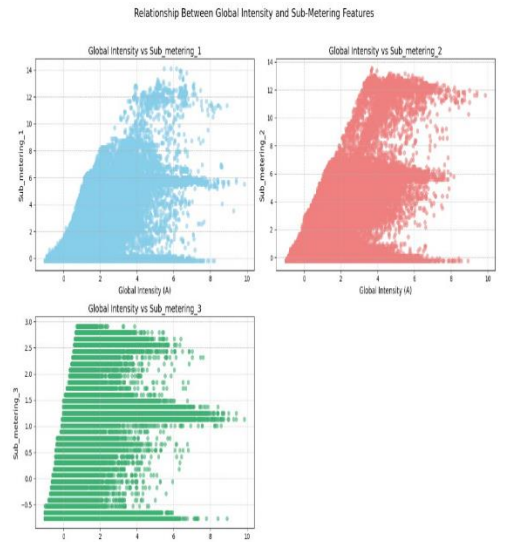 Relationship Between Global Intensity and Sub-Metering Features
Global Intensity vs Sub_metering_1
14
12
10
8
6
4
2
0
Sub_metering_1
0 2 4 6 8 10
Global Intensity (A)
Global Intensity vs Sub_metering_2
14
12
10
8
6
4
2
0
Sub_metering_2
0 2 4 6 8 10
Global Intensity (A)
Global Intensity vs Sub_metering_3
3.0
2.5
2.0
1.5
1.0
0.5
0.0
−0.5
Sub_metering_3
0 2 4 6 8 10